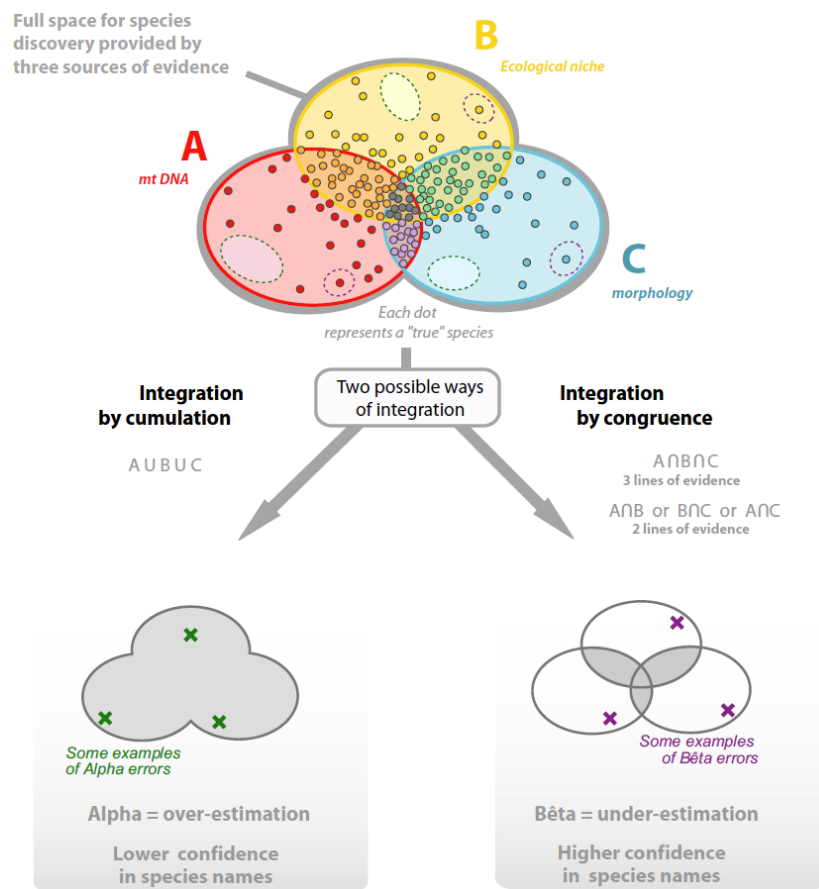 Full space for species
discovery provided by
three sources of evidence
B
Ecological niche
A
mt DNA
C
morphology
Each dot
represents a "true" species
Two possible ways
of integration
Integration
by cumulation
A U B U C
Integration
by congruence
A∩B∩C
3 lines of evidence
A∩B or B∩C or A∩C
2 lines of evidence
Some examples
of Alpha errors
Alpha = over-estimation
Lower confidence
in species names
Some examples
of Bêta errors
Bêta = under-estimation
Higher confidence
in species names